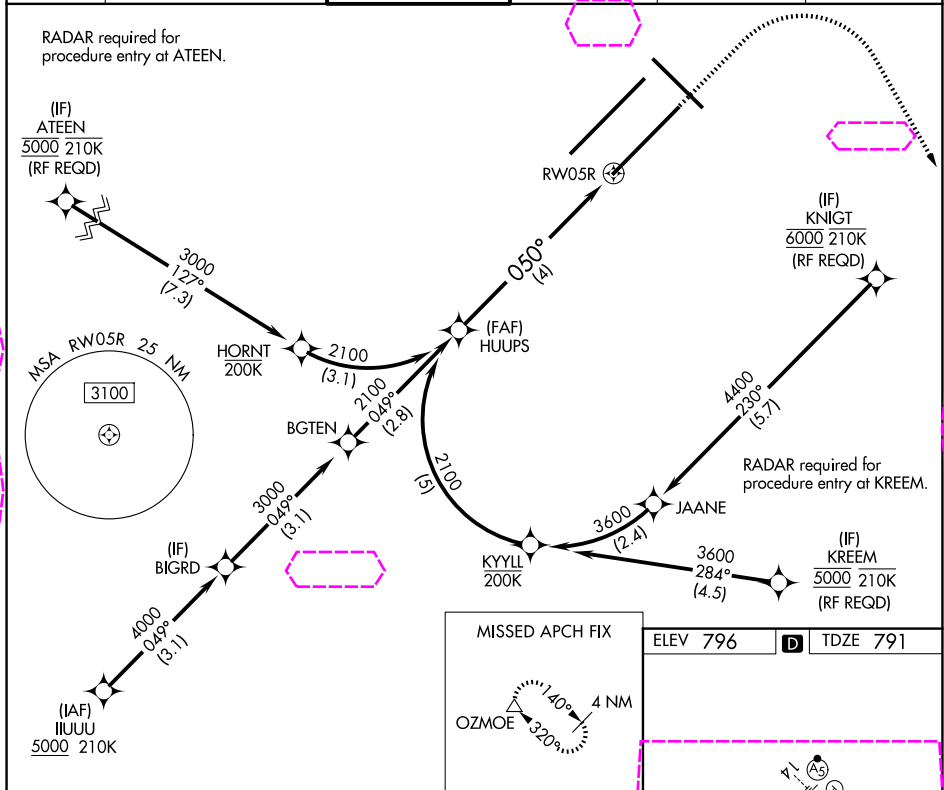 RADAR required for
procedure entry at ATEEN.
(IF)
ATEEN
5000 210K
(RF REQD)
3000
127°
(7.3)
HORNT
200K
2100
(3.1)
RW05R
050°
(4)
(FAF)
HUUPS
(IF)
KNIGT
6000 210K
(RF REQD)
4400
230°
(5.7)
MSA RW05R 25 NM
3100
BGTEN
2100
049°
(2.8)
3000
049°
(3.1)
(IF)
BIGRD
4000
049°
(3.1)
(IAF)
IIUUU
5000 210K
2100
(5)
KYYLL
200K
3600
(2.4)
JAANE
RADAR required for
procedure entry at KREEM.
3600
284°
(4.5)
(IF)
KREEM
5000 210K
(RF REQD)
MISSED APCH FIX
OZMOE
140°
320°
4 NM
ELEV 796
D
TDZE 791
14
A5